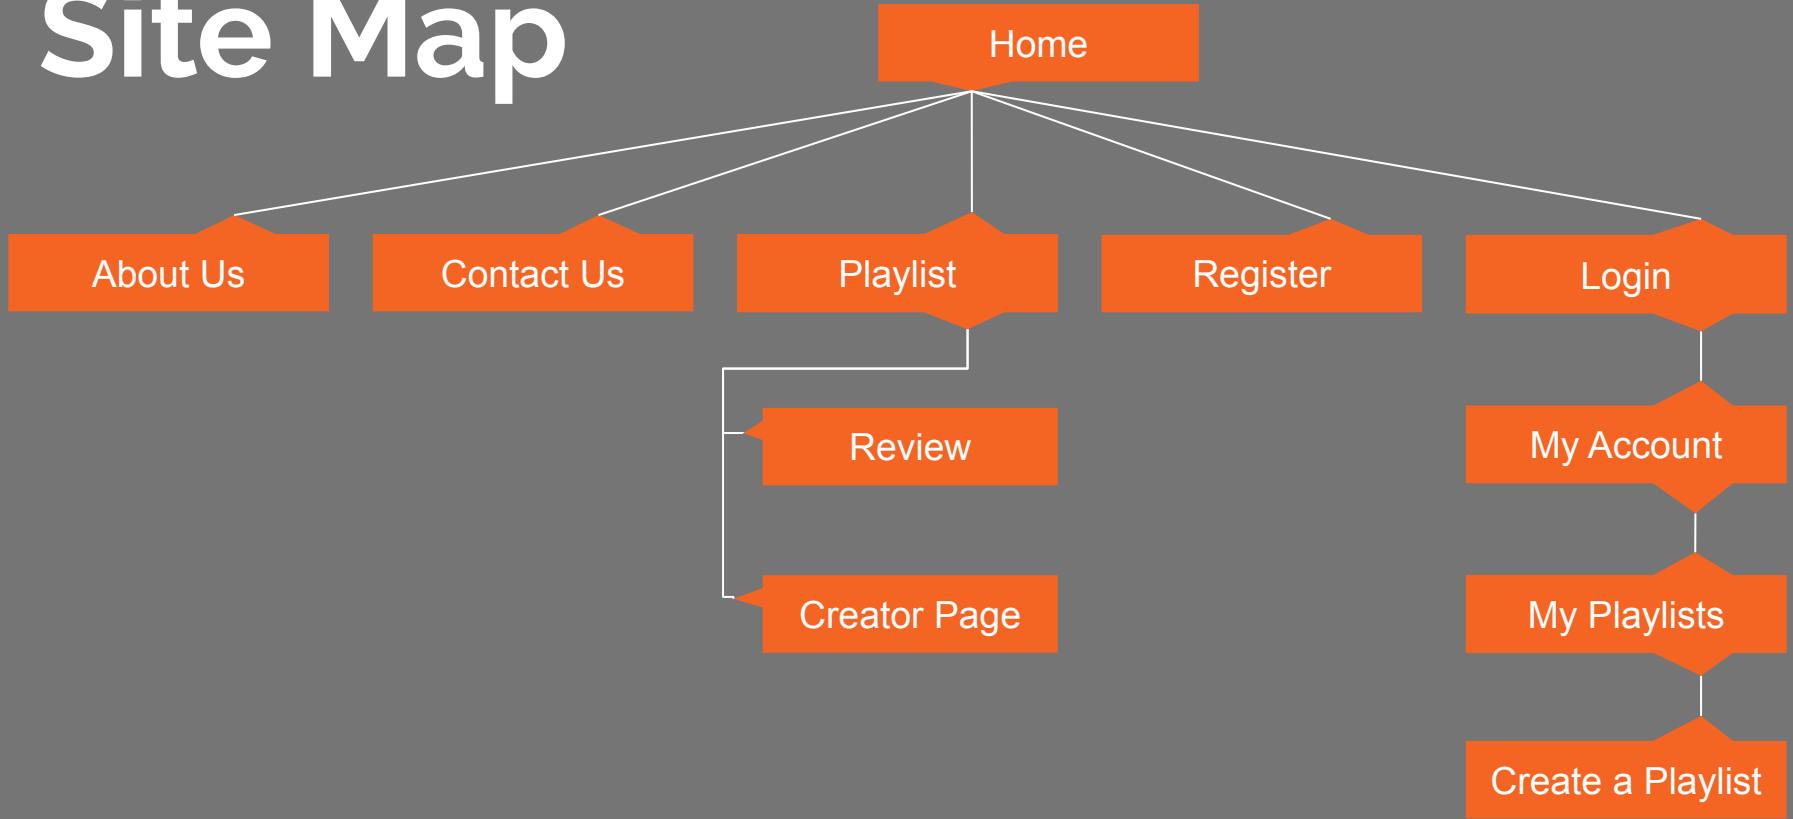 Site Map
Home
About Us
Contact Us
Playlist
Register
Login
Review
My Account
Creator Page
My Playlists
Create a Playlist